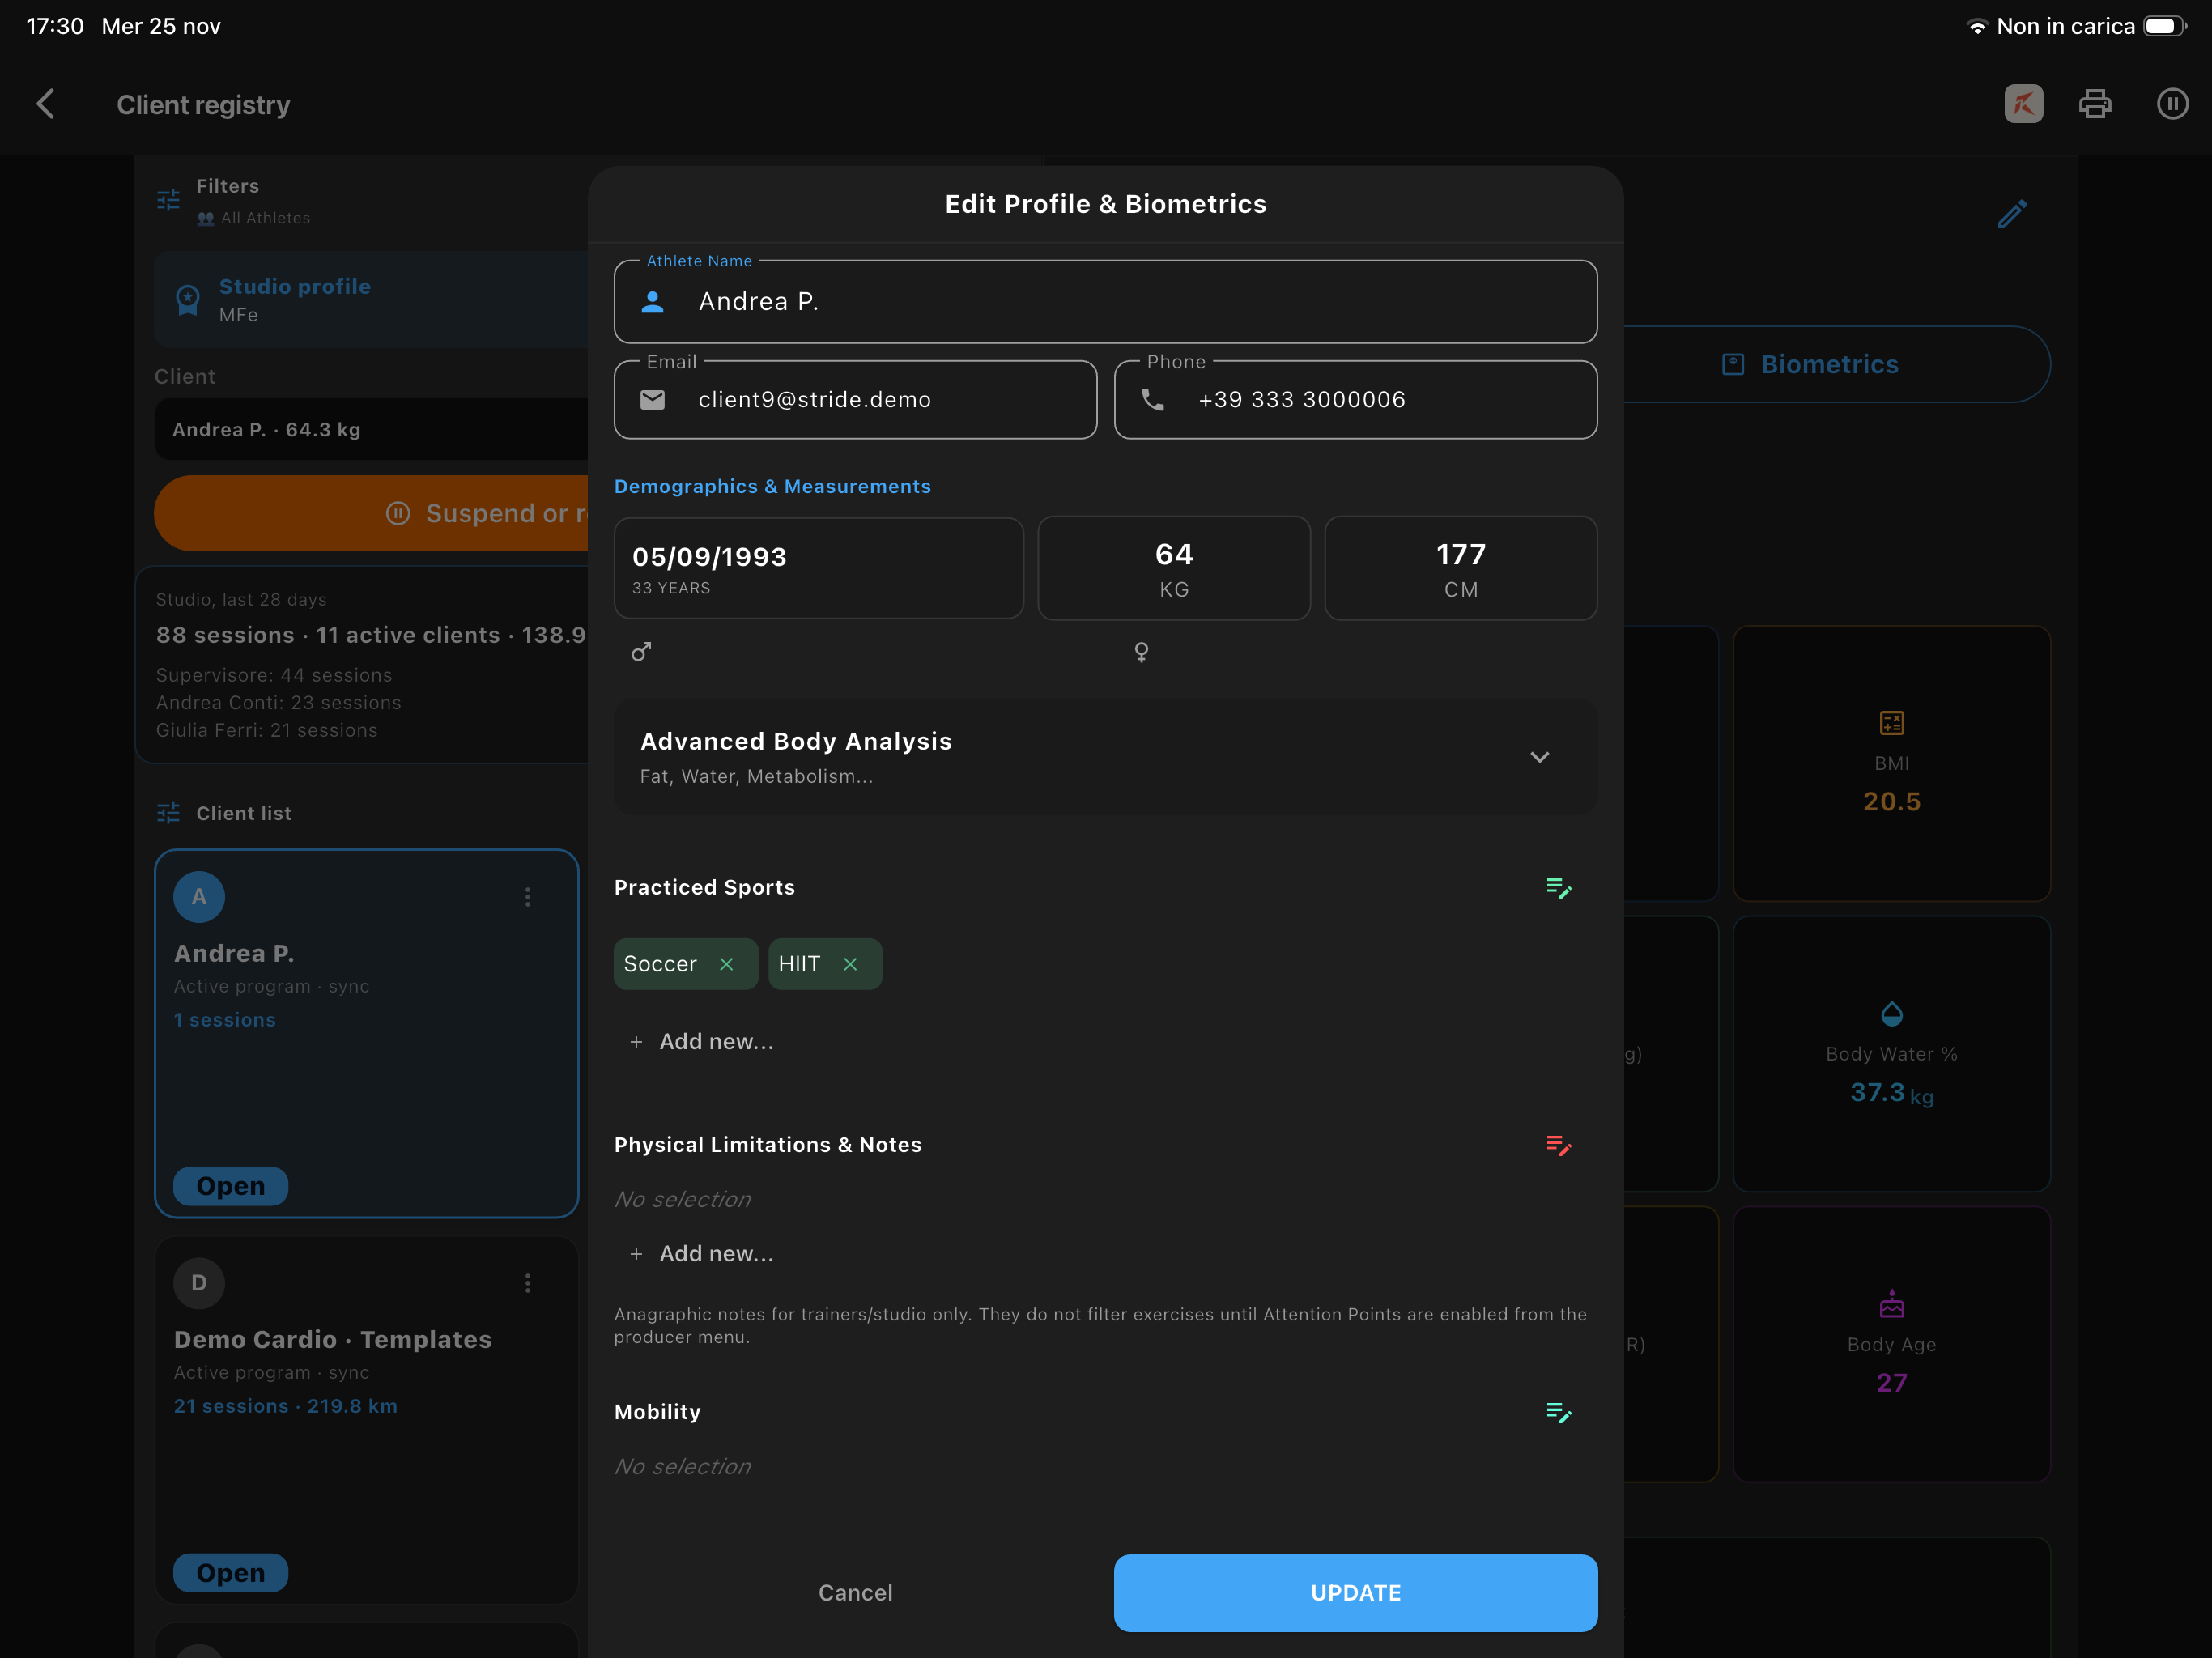 17:30 Mer 25 nov
Non in carica
Client registry
Filters
All Athletes
Studio profile
MFe
Client
Andrea P. · 64.3 kg
Suspend or
Studio, last 28 days
88 sessions · 11 active clients · 138.9
Supervisore: 44 sessions
Andrea Conti: 23 sessions
Giulia Ferri: 21 sessions
Client list
A
Andrea P.
Active program · sync
1 sessions
Open
D
Demo Cardio · Templates
Active program · sync
21 sessions · 219.8 km
Open
Edit Profile & Biometrics
Athlete Name
Andrea P.
Email
client9@stride.demo
Phone
+39 333 3000006
Demographics & Measurements
05/09/1993
33 YEARS
64
KG
177
CM
Advanced Body Analysis
Fat, Water, Metabolism...
Practiced Sports
Soccer
HIIT
+ Add new...
Physical Limitations & Notes
No selection
+ Add new...
Anagraphic notes for trainers/studio only. They do not filter exercises until Attention Points are enabled from the
producer menu.
Mobility
No selection
Cancel
UPDATE
Biometrics
BMI
20.5
g)
Body Water %
37.3 kg
R)
Body Age
27